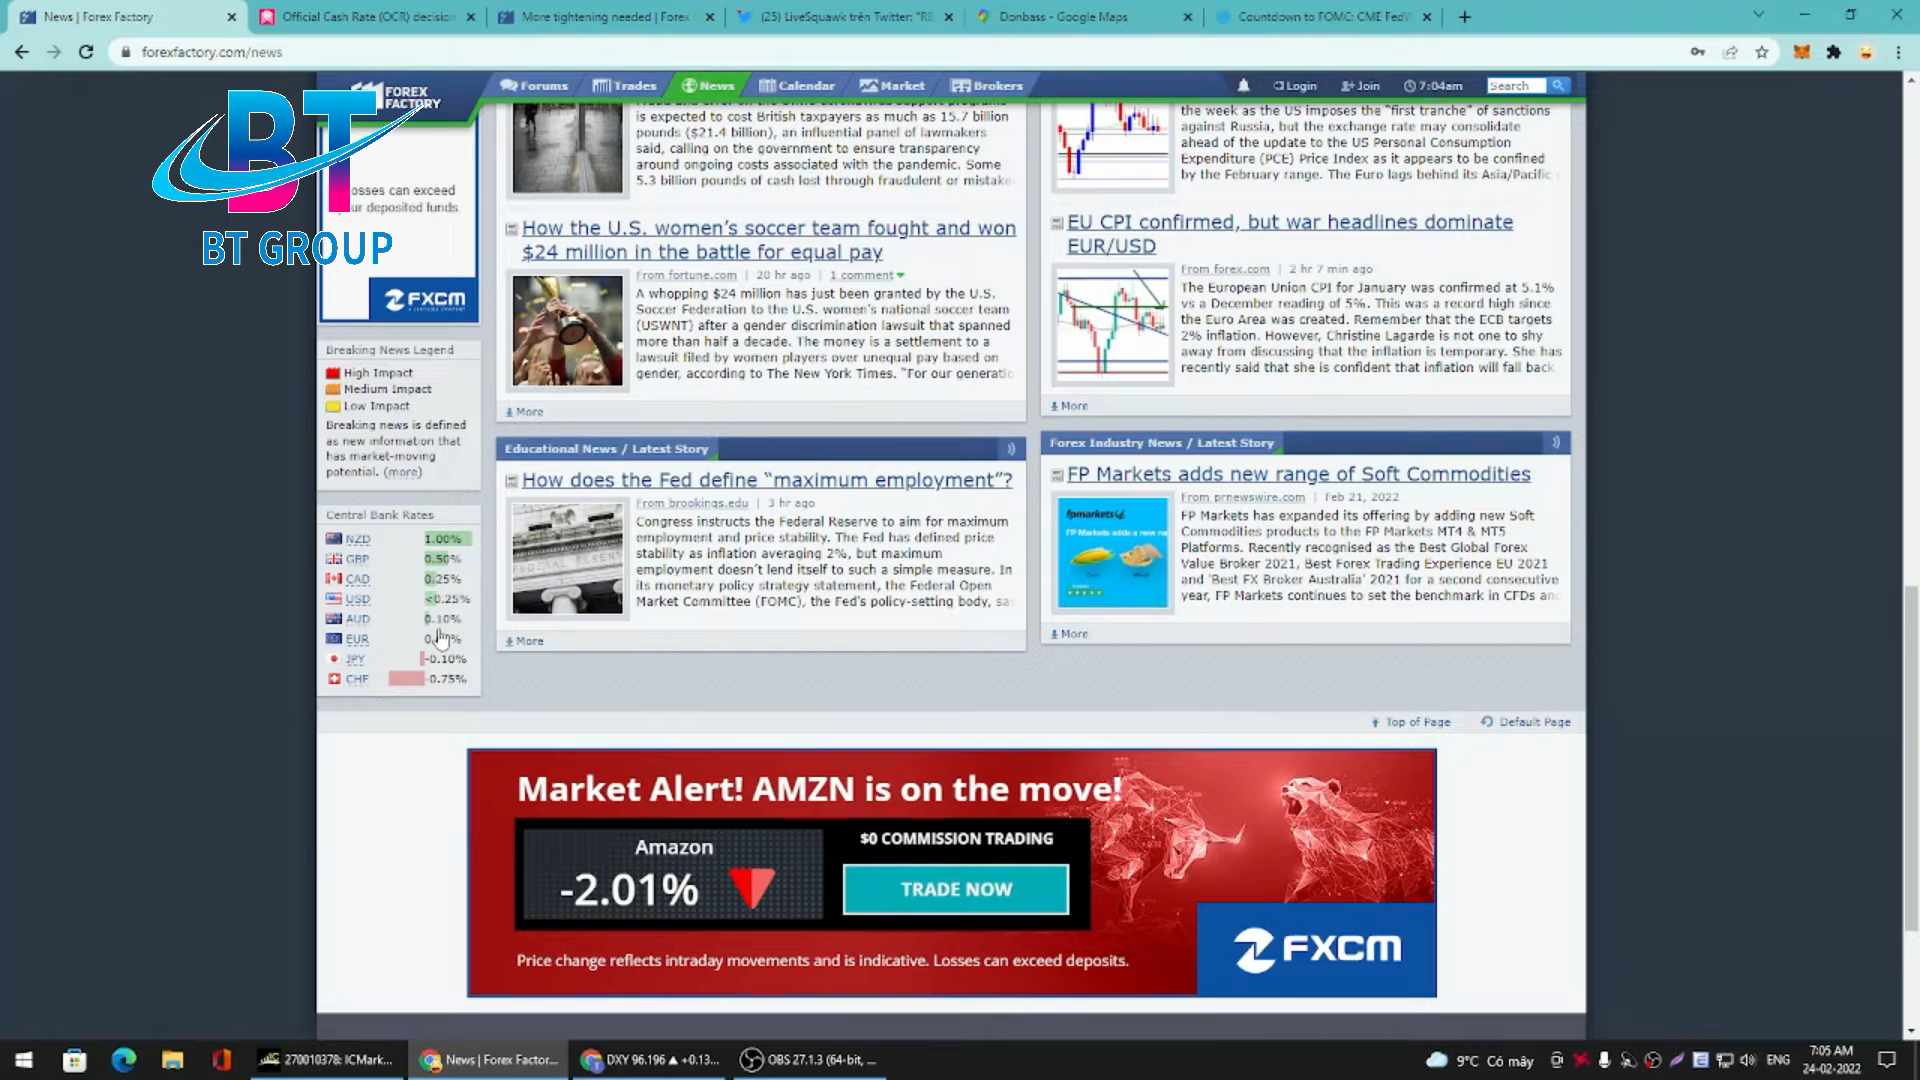 News | Forex Factory
Official Cash Rate (OCR) decision
More tightening needed | Forex
(25) LiveSquawk trên Twitter: "RE
Donbass - Google Maps
Countdown to FOMC: CME FedW
forexfactory.com/news
FOREX
FACTORY
Forums
Trades
News
Calendar
Market
Brokers
Login
Join
7:04am
Search
BT
BT GROUP
osses can exceed
ur deposited funds
FXCM
Breaking News Legend
High Impact
Medium Impact
Low Impact
Breaking news is defined
as new information that
has market-moving
potential. (more)
Central Bank Rates
NZD 1.00%
GBP 0.50%
CAD 0.25%
USD <0.25%
AUD 0.10%
EUR
JPY -0.10%
CHF -0.75%
is expected to cost British taxpayers as much as 15.7 billion
pounds ($21.4 billion), an influential panel of lawmakers
said, calling on the government to ensure transparency
around ongoing costs associated with the pandemic. Some
5.3 billion pounds of cash lost through fraudulent or mistake
How the U.S. women's soccer team fought and won
$24 million in the battle for equal pay
From fortune.com | 20 hr ago | 1 comment
A whopping $24 million has just been granted by the U.S.
Soccer Federation to the U.S. women's national soccer team
(USWNT) after a gender discrimination lawsuit that spanned
more than half a decade. The money is a settlement to a
lawsuit filed by women players over unequal pay based on
gender, according to The New York Times. "For our generatio
More
Educational News / Latest Story
How does the Fed define "maximum employment"?
From brookings.edu | 3 hr ago
Congress instructs the Federal Reserve to aim for maximum
employment and price stability. The Fed has defined price
stability as inflation averaging 2%, but maximum
employment doesn't lend itself to such a simple measure. In
its monetary policy strategy statement, the Federal Open
Market Committee (FOMC), the Fed's policy-setting body, sa
More
the week as the US imposes the "first tranche" of sanctions
against Russia, but the exchange rate may consolidate
ahead of the update to the US Personal Consumption
Expenditure (PCE) Price Index as it appears to be confined
by the February range. The Euro lags behind its Asia/Pacific
EU CPI confirmed, but war headlines dominate
EUR/USD
From forex.com | 2 hr 7 min ago
The European Union CPI for January was confirmed at 5.1%
vs a December reading of 5%. This was a record high since
the Euro Area was created. Remember that the ECB targets
2% inflation. However, Christine Lagarde is not one to shy
away from discussing that the inflation is temporary. She has
recently said that she is confident that inflation will fall back
More
Forex Industry News / Latest Story
FP Markets adds new range of Soft Commodities
From prnewswire.com | Feb 21, 2022
fpmarkets
FP Markets adds a new ra
FP Markets has expanded its offering by adding new Soft
Commodities products to the FP Markets MT4 & MT5
Platforms. Recently recognised as the Best Global Forex
Value Broker 2021, Best Forex Trading Experience EU 2021
and 'Best FX Broker Australia' 2021 for a second consecutive
year, FP Markets continues to set the benchmark in CFDs an
More
Top of Page
Default Page
Market Alert! AMZN is on the move!
Amazon
-2.01%
$0 COMMISSION TRADING
TRADE NOW
Price change reflects intraday movements and is indicative. Losses can exceed deposits.
FXCM
270010378: ICMark...
News | Forex Factor...
DXY 96.196 ▲ +0.13...
OBS 27.1.3 (64-bit, ...
9°C Có mây
ENG
7:05 AM
24-02-2022